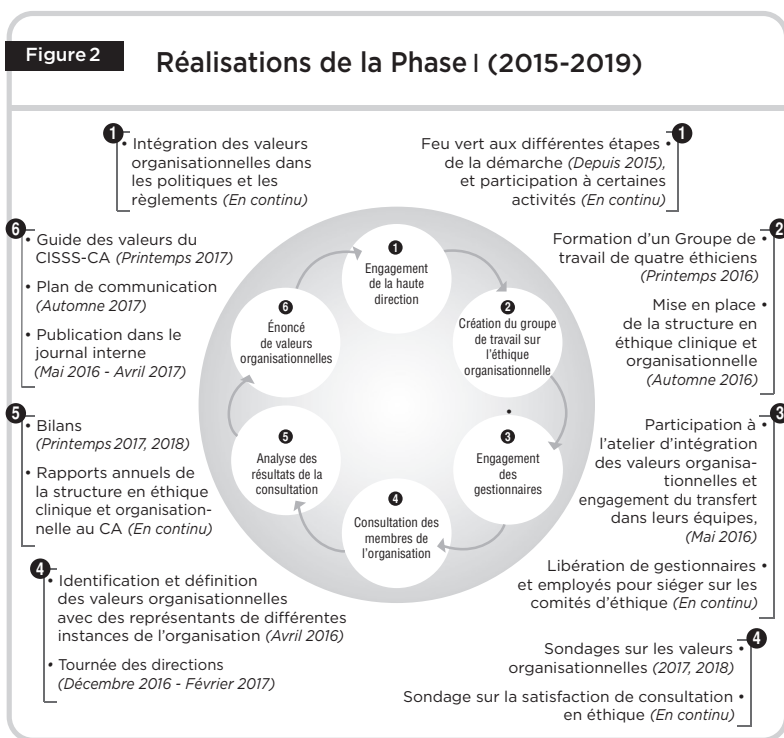 Figure 2
Réalisations de la Phase I (2015-2019)
1
• Intégration des valeurs
organisationnelles dans
les politiques et les
règlements (En continu)
1
Feu vert aux différentes étapes •
de la démarche (Depuis 2015),
et participation à certaines
activités (En continu)
6
• Guide des valeurs du
CISSS-CA (Printemps 2017)
• Plan de communication
(Automne 2017)
• Publication dans le
journal interne
(Mai 2016 - Avril 2017)
2
Formation d'un Groupe de •
travail de quatre éthiciens
(Printemps 2016)
Mise en place •
de la structure en
éthique clinique et
organisationnelle
(Automne 2016)
1
Engagement
de la haute
direction
2
Création du groupe
de travail sur
l'éthique
organisationnelle
3
Engagement
des
gestionnaires
4
Consultation des
membres de
l'organisation
5
Analyse des
résultats de la
consultation
6
Énoncé
de valeurs
organisationnelles
5
• Bilans
(Printemps 2017, 2018)
• Rapports annuels de
la structure en éthique
clinique et organisation-
nelle au CA (En continu)
3
Participation à •
l'atelier d'intégration
des valeurs organisa-
tionnelles et
engagement du transfert
dans leurs équipes,
(Mai 2016)
Libération de gestionnaires •
et employés pour siéger sur les
comités d'éthique (En continu)
4
• Identification et définition
des valeurs organisationnelles
avec des représentants de différentes
instances de l'organisation (Avril 2016)
• Tournée des directions
(Décembre 2016 - Février 2017)
4
Sondages sur les valeurs •
organisationnelles (2017, 2018)
Sondage sur la satisfaction de consultation •
en éthique (En continu)